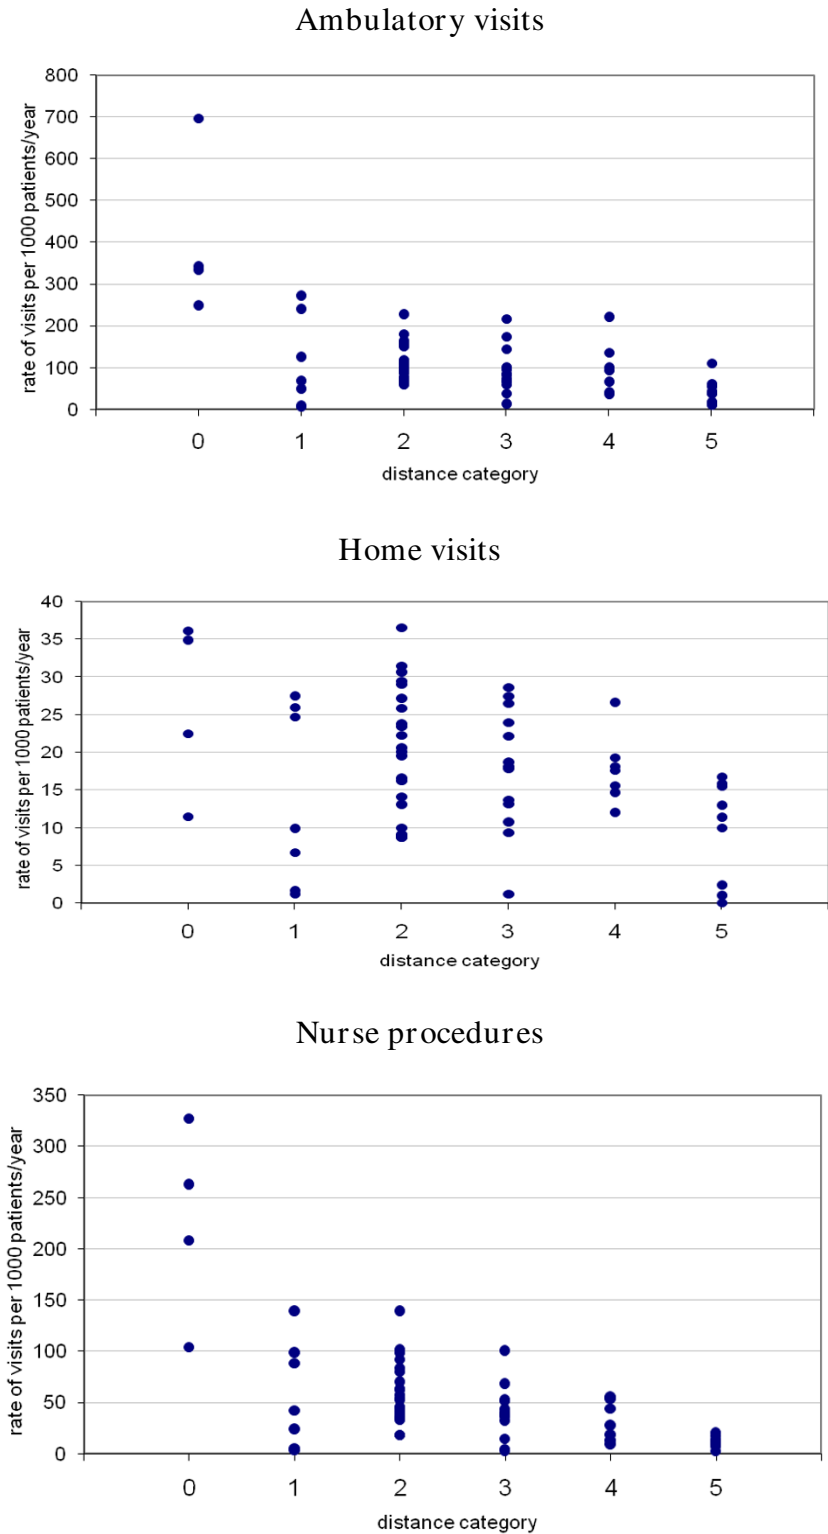 Ambulatory visits
rate of visits per 1000 patients/year
800
700
600
500
400
300
200
100
0
0 1 2 3 4 5
distance category
Home visits
rate of visits per 1000 patients/year
40
35
30
25
20
15
10
5
0
0 1 2 3 4 5
distance category
Nurse procedures
rate of visits per 1000 patients/year
350
300
250
200
150
100
50
0
0 1 2 3 4 5
distance category